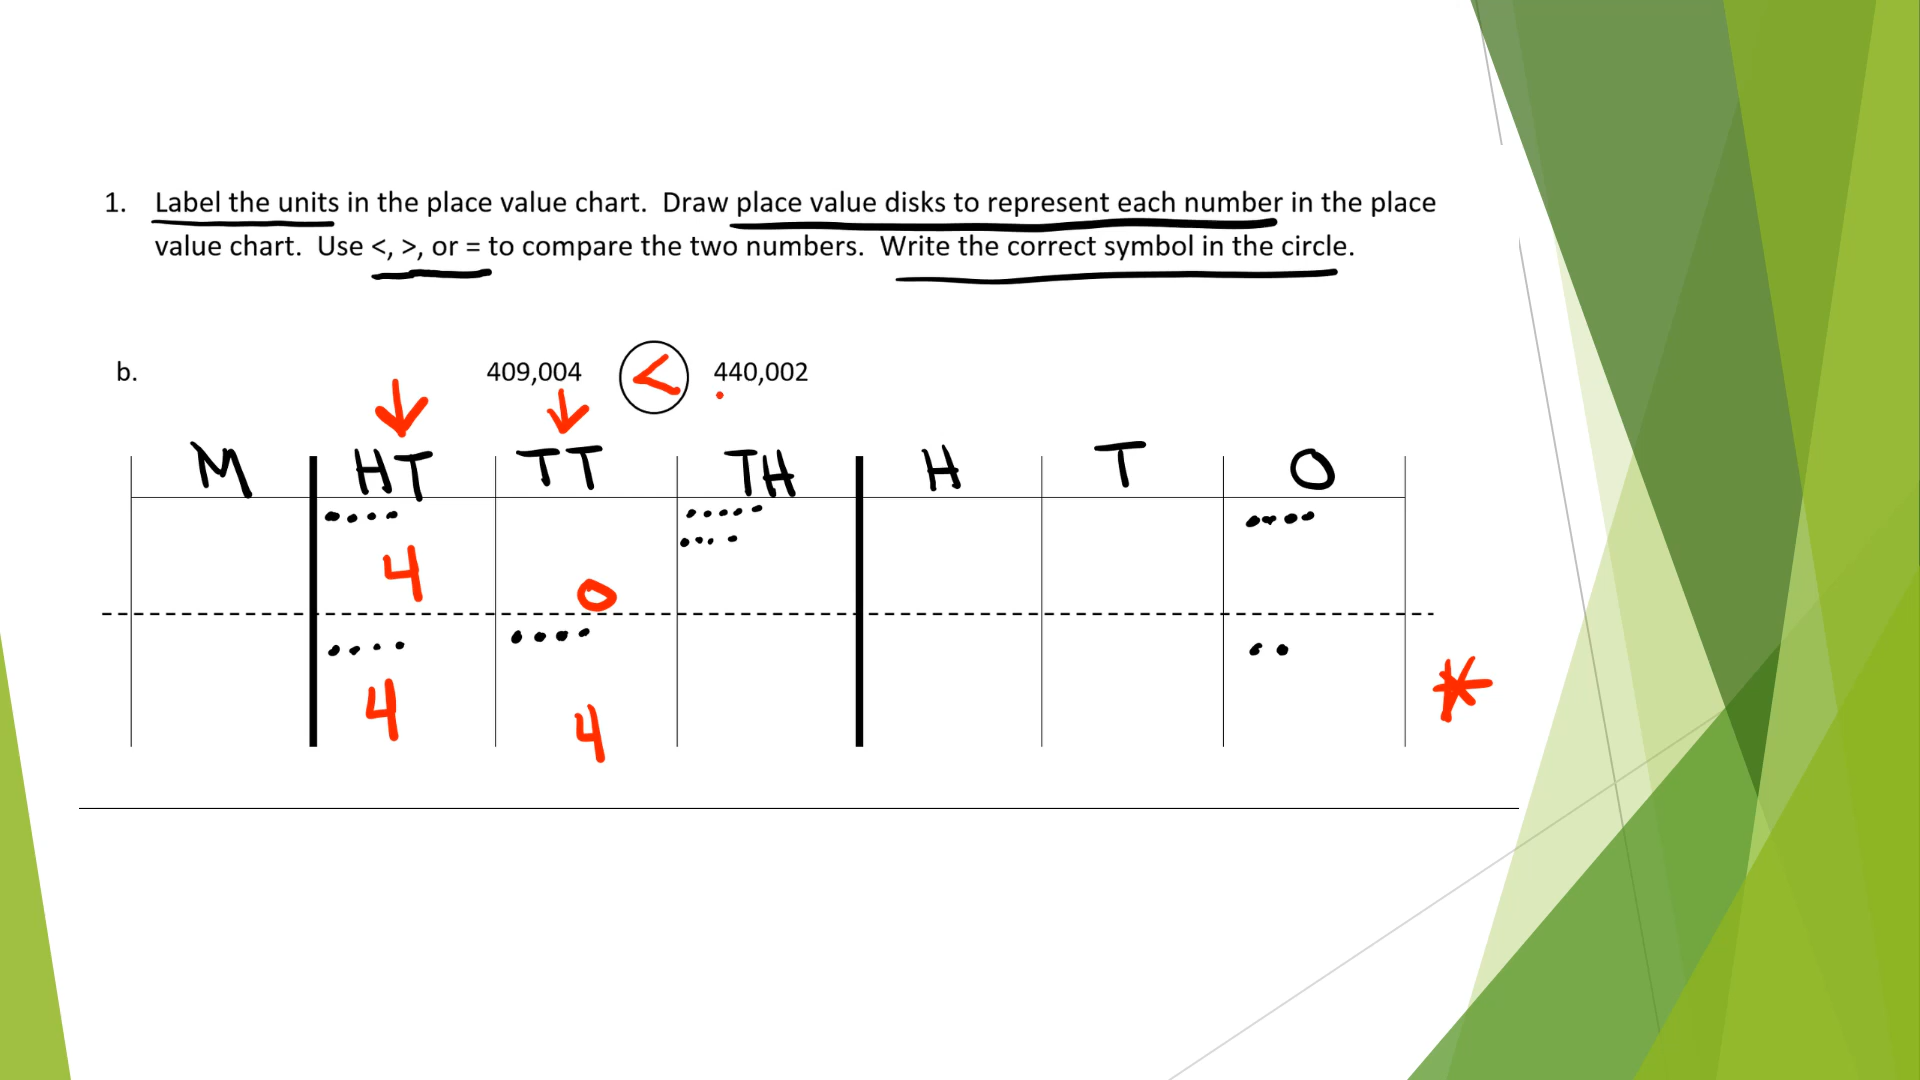 1. Label the units in the place value chart. Draw place value disks to represent each number in the place
value chart. Use <, >, or = to compare the two numbers. Write the correct symbol in the circle.
b. 409,004 < 440,002
M HT TT TH H T O
4 0
4 4